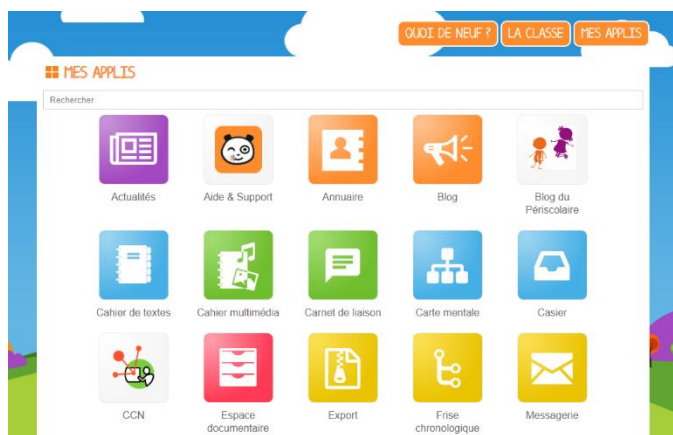 QUOI DE NEUF ? LA CLASSE MES APPLIS
MES APPLIS
Rechercher
Actualités Aide & Support Annuaire Blog Blog du
Périscolaire
Cahier de textes Cahier multimédia Carnet de liaison Carte mentale Casier
CCN Espace
documentaire Export Frise
chronologique Messagerie